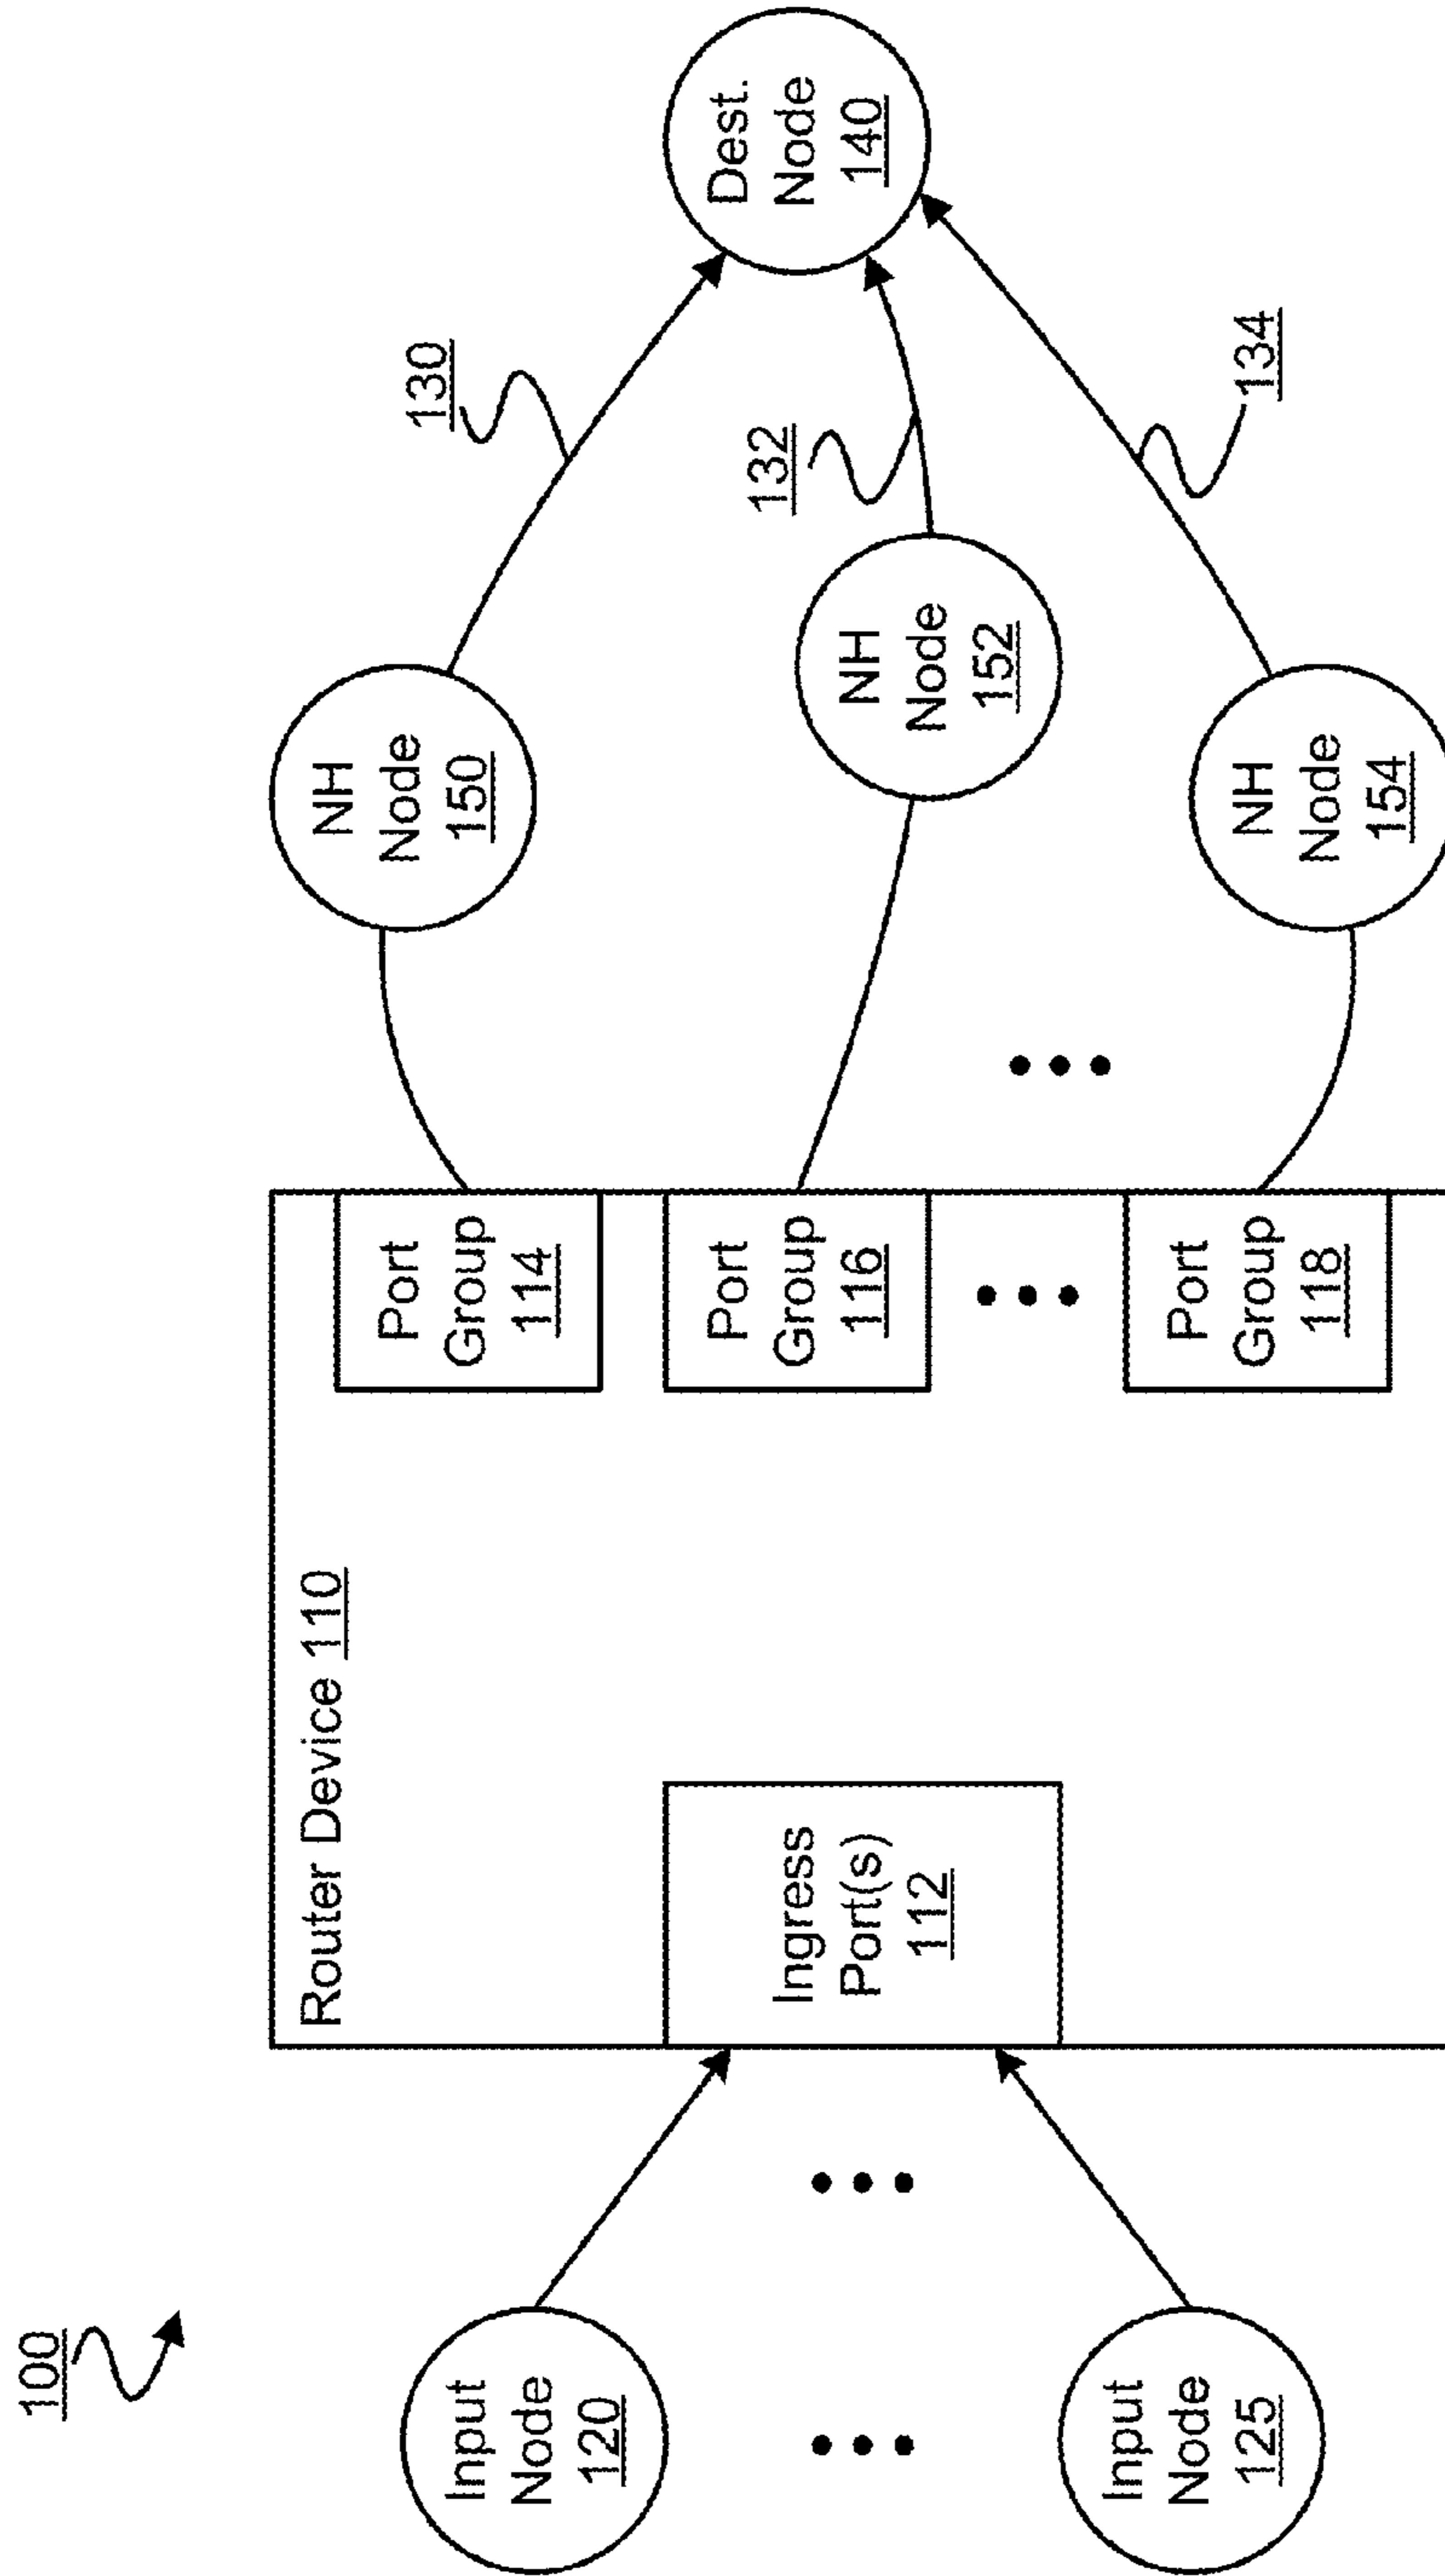 100
Input
Node
120
Input
Node
125
Router Device 110
Ingress
Port(s)
112
Port
Group
114
Port
Group
116
Port
Group
118
NH
Node
150
NH
Node
152
NH
Node
154
130
132
134
Dest.
Node
140